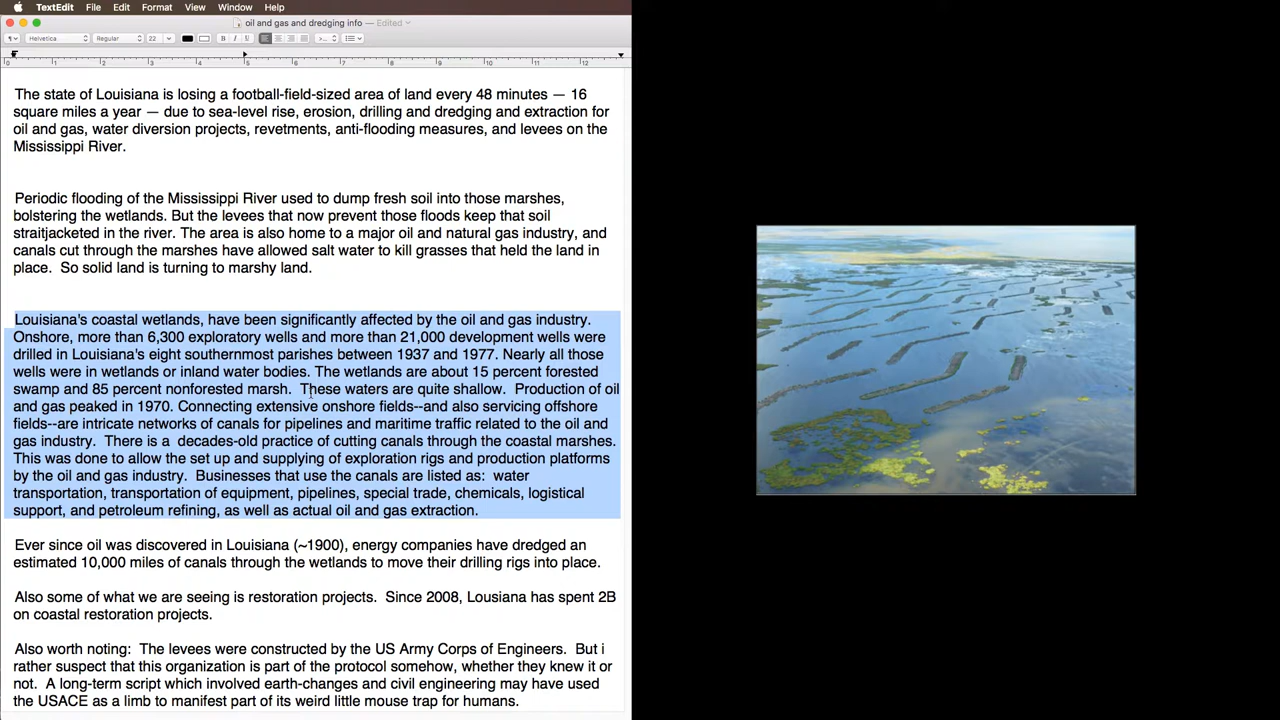 TextEdit File Edit Format View Window Help
oil and gas and dredging info — Edited
¶ Helvetica Regular 22 B I U
0 1 2 3 4 5 6 7 8 9 10 11 12
The state of Louisiana is losing a football-field-sized area of land every 48 minutes — 16
square miles a year — due to sea-level rise, erosion, drilling and dredging and extraction for
oil and gas, water diversion projects, revetments, anti-flooding measures, and levees on the
Mississippi River.
Periodic flooding of the Mississippi River used to dump fresh soil into those marshes,
bolstering the wetlands. But the levees that now prevent those floods keep that soil
straitjacketed in the river. The area is also home to a major oil and natural gas industry, and
canals cut through the marshes have allowed salt water to kill grasses that held the land in
place.  So solid land is turning to marshy land.
Louisiana's coastal wetlands, have been significantly affected by the oil and gas industry.
Onshore, more than 6,300 exploratory wells and more than 21,000 development wells were
drilled in Louisiana's eight southernmost parishes between 1937 and 1977. Nearly all those
wells were in wetlands or inland water bodies. The wetlands are about 15 percent forested
swamp and 85 percent nonforested marsh.  These waters are quite shallow.  Production of oil
and gas peaked in 1970. Connecting extensive onshore fields--and also servicing offshore
fields--are intricate networks of canals for pipelines and maritime traffic related to the oil and
gas industry.  There is a  decades-old practice of cutting canals through the coastal marshes.
This was done to allow the set up and supplying of exploration rigs and production platforms
by the oil and gas industry.  Businesses that use the canals are listed as:  water
transportation, transportation of equipment, pipelines, special trade, chemicals, logistical
support, and petroleum refining, as well as actual oil and gas extraction.
Ever since oil was discovered in Louisiana (~1900), energy companies have dredged an
estimated 10,000 miles of canals through the wetlands to move their drilling rigs into place.
Also some of what we are seeing is restoration projects.  Since 2008, Lousiana has spent 2B
on coastal restoration projects.
Also worth noting:  The levees were constructed by the US Army Corps of Engineers.  But i
rather suspect that this organization is part of the protocol somehow, whether they knew it or
not.  A long-term script which involved earth-changes and civil engineering may have used
the USACE as a limb to manifest part of its weird little mouse trap for humans.